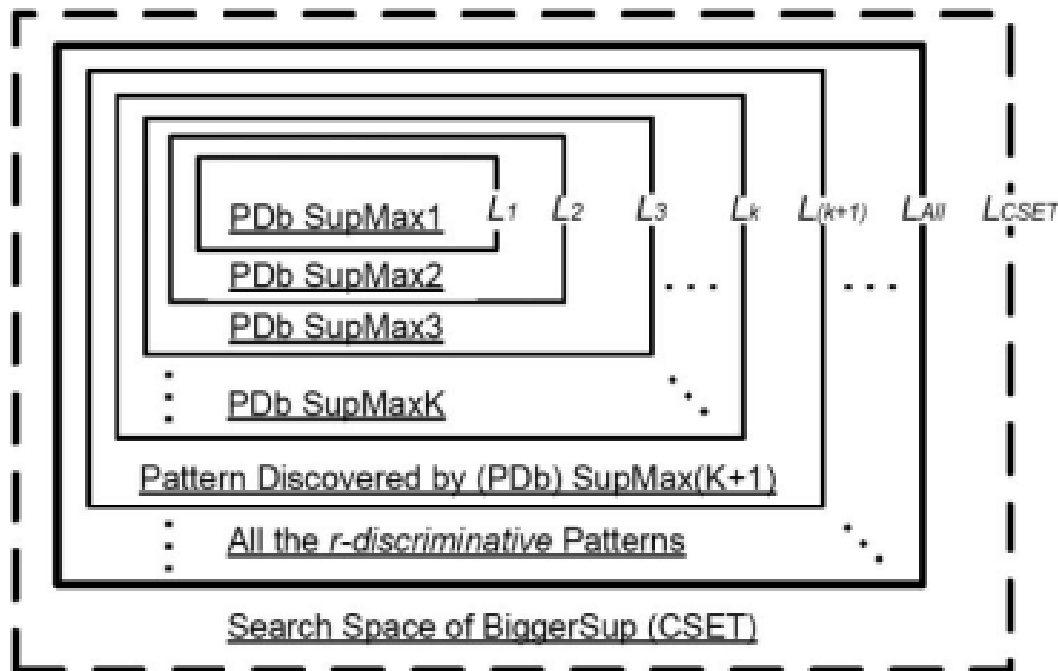 PDb SupMax1 L1 L2 L3 Lk L(k+1) LAll LCSET
PDb SupMax2
PDb SupMax3
PDb SupMaxK
Pattern Discovered by (PDb) SupMax(K+1)
All the r-discriminative Patterns
Search Space of BiggerSup (CSET)